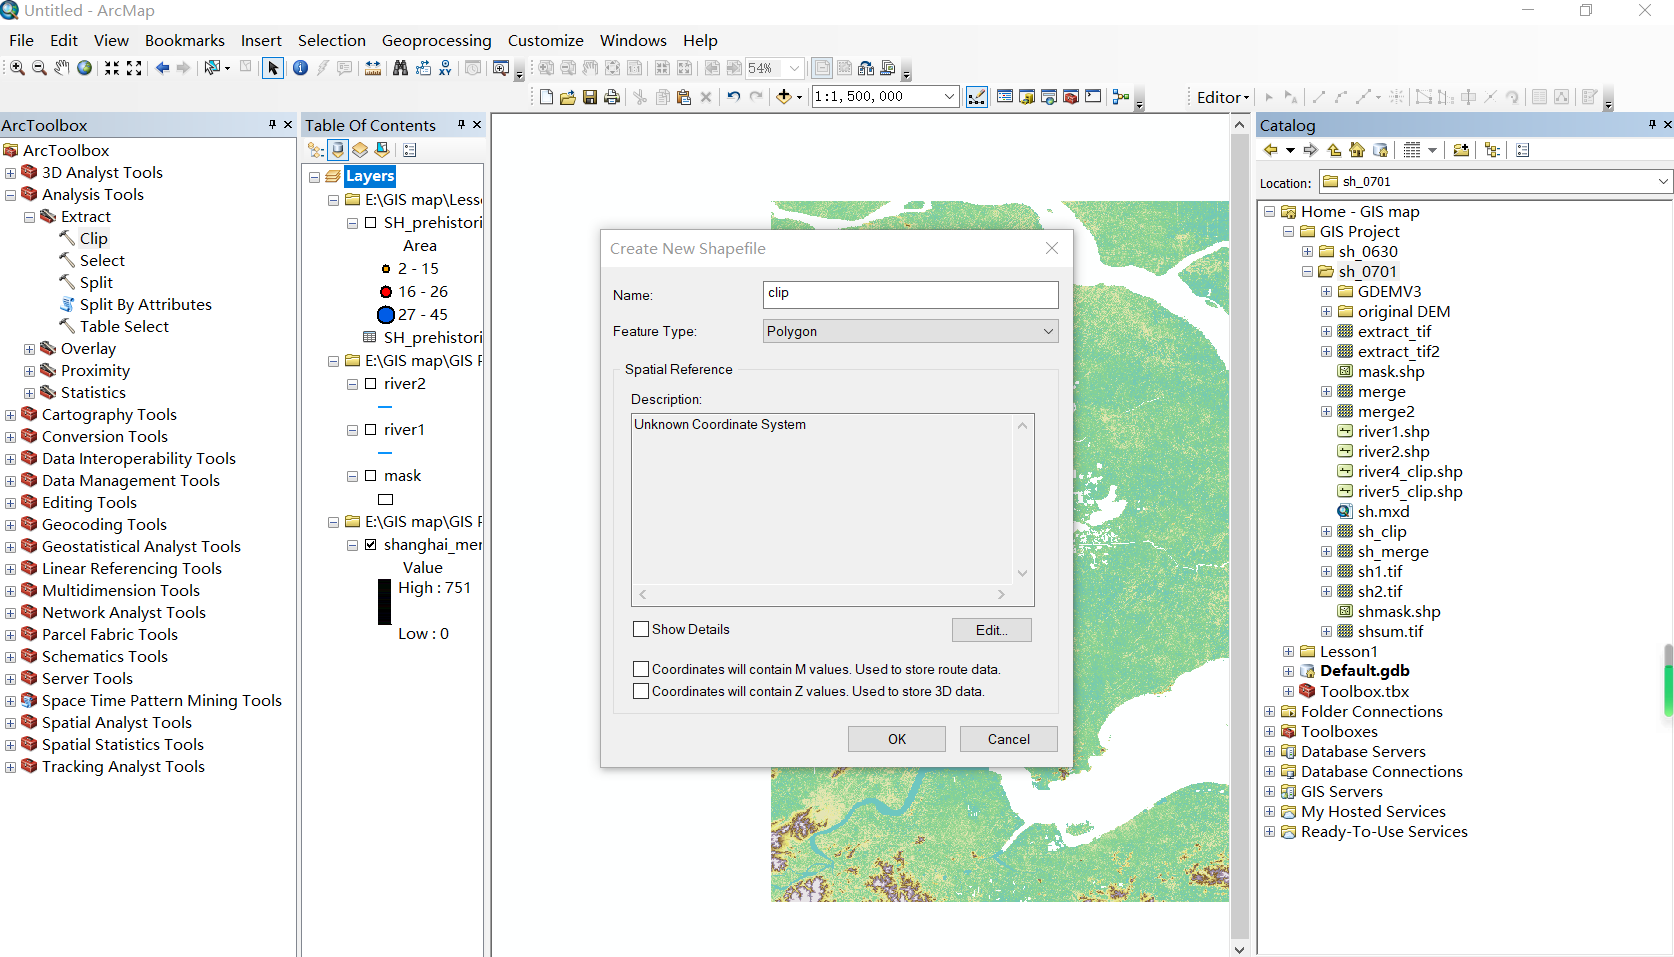 Untitled - ArcMap
File Edit View Bookmarks Insert Selection Geoprocessing Customize Windows Help
54%
1:1,500,000
Editor
ArcToolbox
ArcToolbox
3D Analyst Tools
Analysis Tools
Extract
Clip
Select
Split
Split By Attributes
Table Select
Overlay
Proximity
Statistics
Cartography Tools
Conversion Tools
Data Interoperability Tools
Data Management Tools
Editing Tools
Geocoding Tools
Geostatistical Analyst Tools
Linear Referencing Tools
Multidimension Tools
Network Analyst Tools
Parcel Fabric Tools
Schematics Tools
Server Tools
Space Time Pattern Mining Tools
Spatial Analyst Tools
Spatial Statistics Tools
Tracking Analyst Tools
Table Of Contents
Layers
E:\GIS map\Less
SH_prehistori
Area
2 - 15
16 - 26
27 - 45
SH_prehistori
E:\GIS map\GIS P
river2
river1
mask
E:\GIS map\GIS P
shanghai_mer
Value
High : 751
Low : 0
Create New Shapefile
Name:
clip
Feature Type:
Polygon
Spatial Reference
Description:
Unknown Coordinate System
Show Details
Edit...
Coordinates will contain M values. Used to store route data.
Coordinates will contain Z values. Used to store 3D data.
OK
Cancel
Catalog
Location:
sh_0701
Home - GIS map
GIS Project
sh_0630
sh_0701
GDEMV3
original DEM
extract_tif
extract_tif2
mask.shp
merge
merge2
river1.shp
river2.shp
river4_clip.shp
river5_clip.shp
sh.mxd
sh_clip
sh_merge
sh1.tif
sh2.tif
shmask.shp
shsum.tif
Lesson1
Default.gdb
Toolbox.tbx
Folder Connections
Toolboxes
Database Servers
Database Connections
GIS Servers
My Hosted Services
Ready-To-Use Services